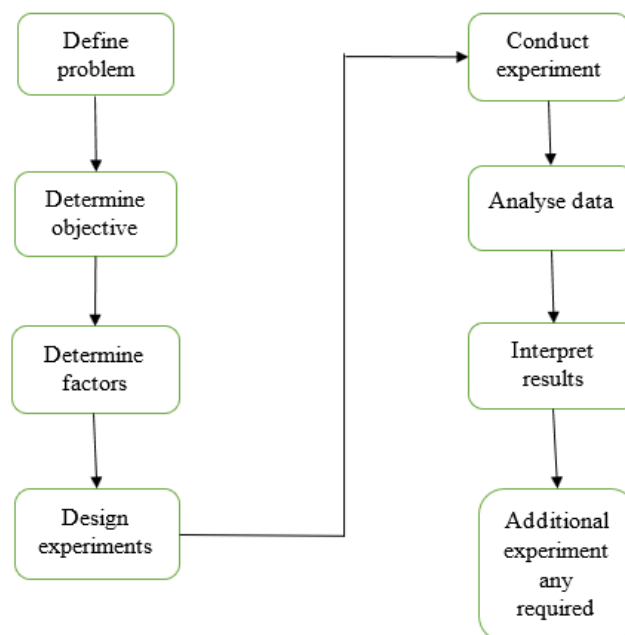 Define
problem
Determine
objective
Determine
factors
Design
experiments
Conduct
experiment
Analyse data
Interpret
results
Additional
experiment
any
required